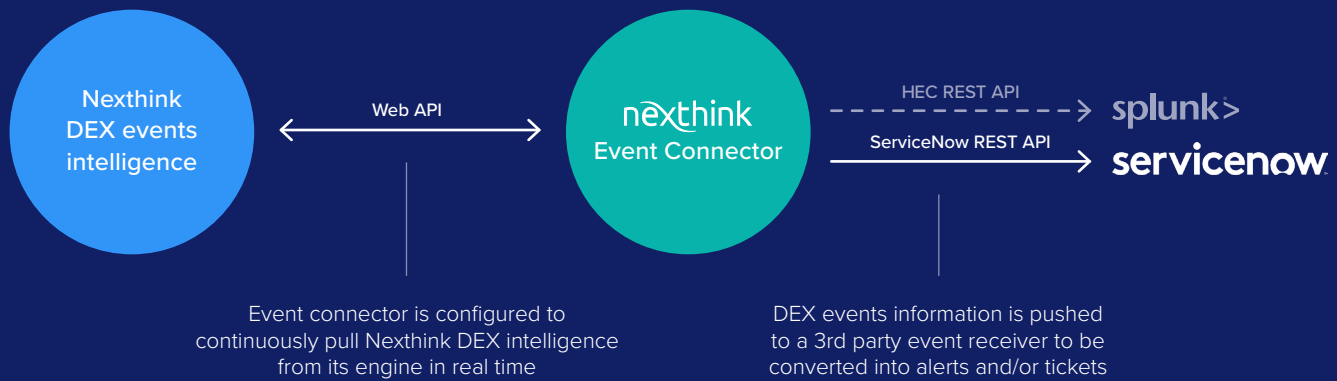 Nexthink
DEX events
intelligence
Web API
nexthink
Event Connector
HEC REST API
splunk>
ServiceNow REST API
servicenow
Event connector is configured to
continuously pull Nexthink DEX intelligence
from its engine in real time
DEX events information is pushed
to a 3rd party event receiver to be
converted into alerts and/or tickets